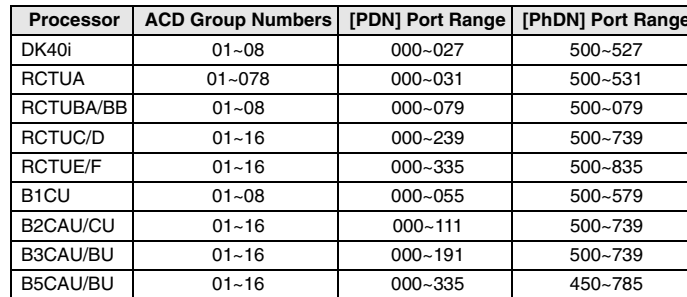 Processor ACD Group Numbers [PDN] Port Range [PhDN] Port Range
DK40i 01~08 000~027 500~527
RCTUA 01~078 000~031 500~531
RCTUBA/BB 01~08 000~079 500~079
RCTUC/D 01~16 000~239 500~739
RCTUE/F 01~16 000~335 500~835
B1CU 01~08 000~055 500~579
B2CAU/CU 01~16 000~111 500~739
B3CAU/BU 01~16 000~191 500~739
B5CAU/BU 01~16 000~335 450~785